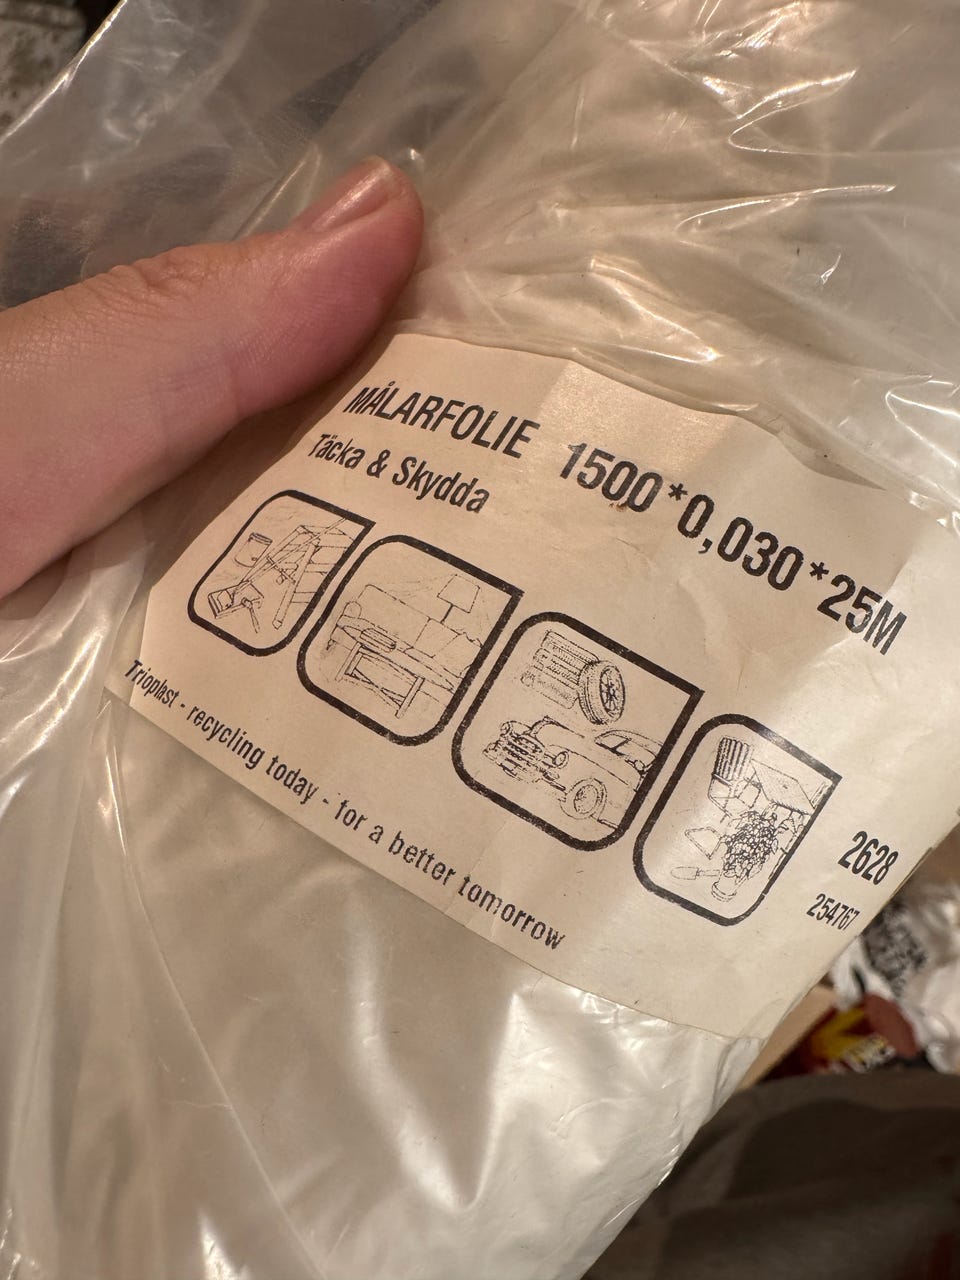 MÅLARFOLIE 1500*0,030*25M
Täcka & Skydda
2628
254767
Trioplast - recycling today - for a better tomorrow